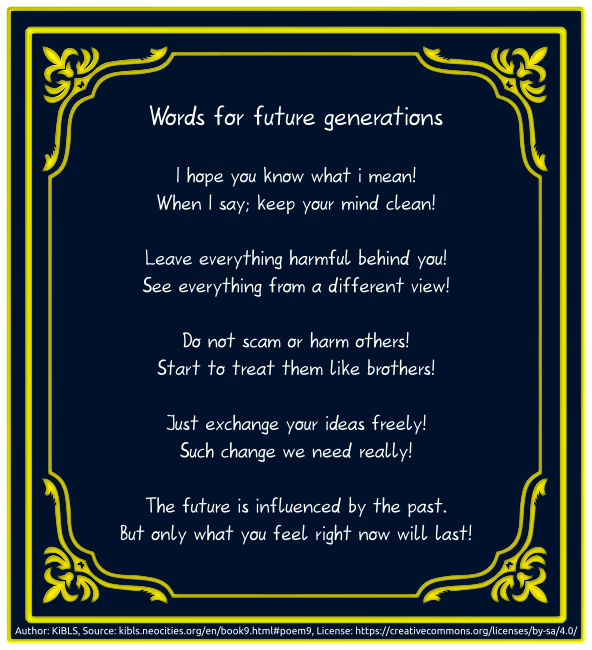 Words for future generations
I hope you know what i mean!
When I say; keep your mind clean!
Leave everything harmful behind you!
See everything from a different view!
Do not scam or harm others!
Start to treat them like brothers!
Just exchange your ideas freely!
Such change we need really!
The future is influenced by the past.
But only what you feel right now will last!
Author: KiBLS, Source: kibls.neocities.org/en/book9.html#poem9, License: https://creativecommons.org/licenses/by-sa/4.0/